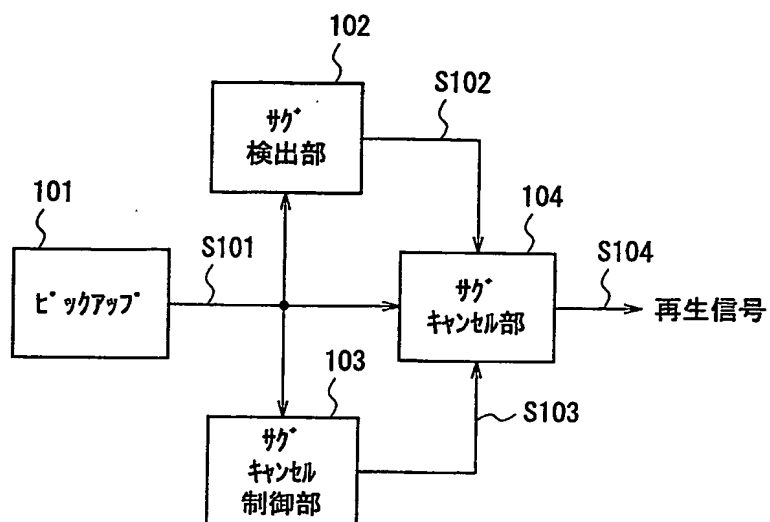 102
S102
サグ
検出部
101
104
S101
S104
ピックアップ
サグ
キャンセル部
再生信号
103
S103
サグ
キャンセル
制御部